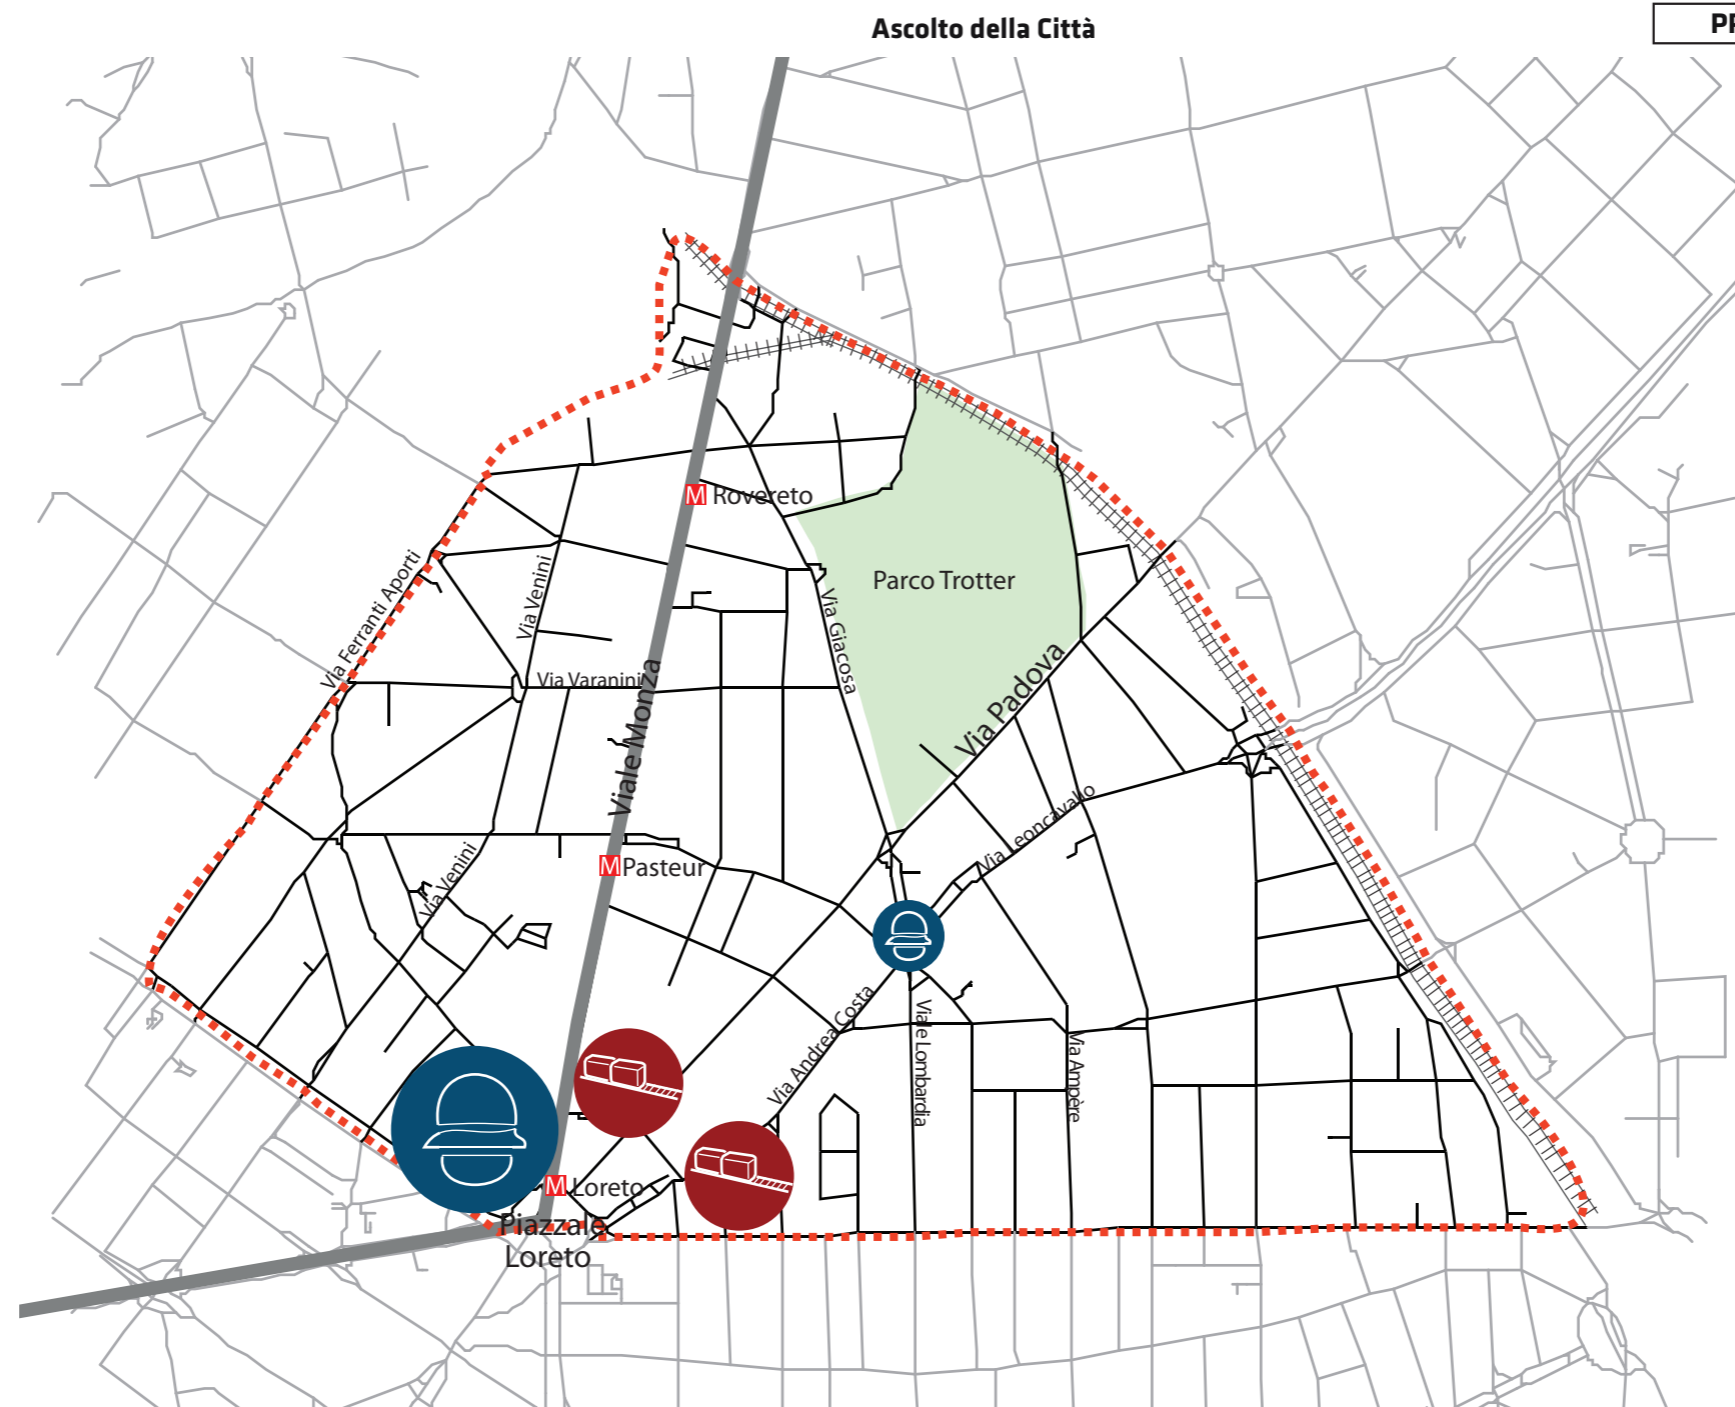 Ascolto della Città
M Rovereto
Parco Trotter
Via Ferranti Aporti
Via Venini
Via Giacosa
Via Varanini
Viale Monza
Via Padova
Via Leoncavallo
M Pasteur
Via Venini
Via Andrea Costa
Viale Lombardia
Via Ampère
M Loreto
Piazzale
Loreto